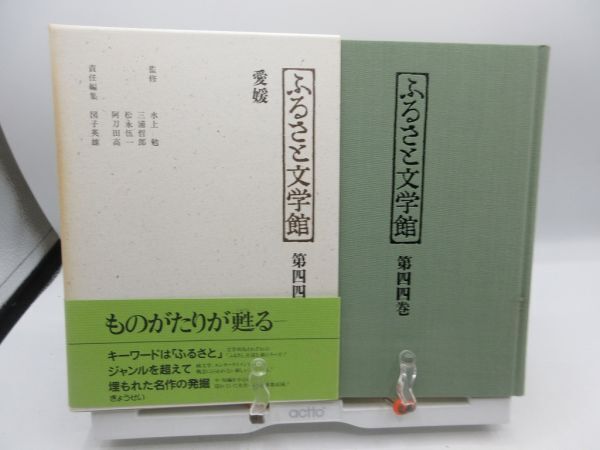 ふるさと文学館
第四四
愛媛
監修
水上 勉
三浦哲郎
松永伍一
阿刀田高
責任編集
図子英雄
ものがたりが甦る
キーワードは「ふるさと」
ジャンルを超えて
埋もれた名作の発掘
ぎょうせい
ふるさと文学館
第四四巻
actto